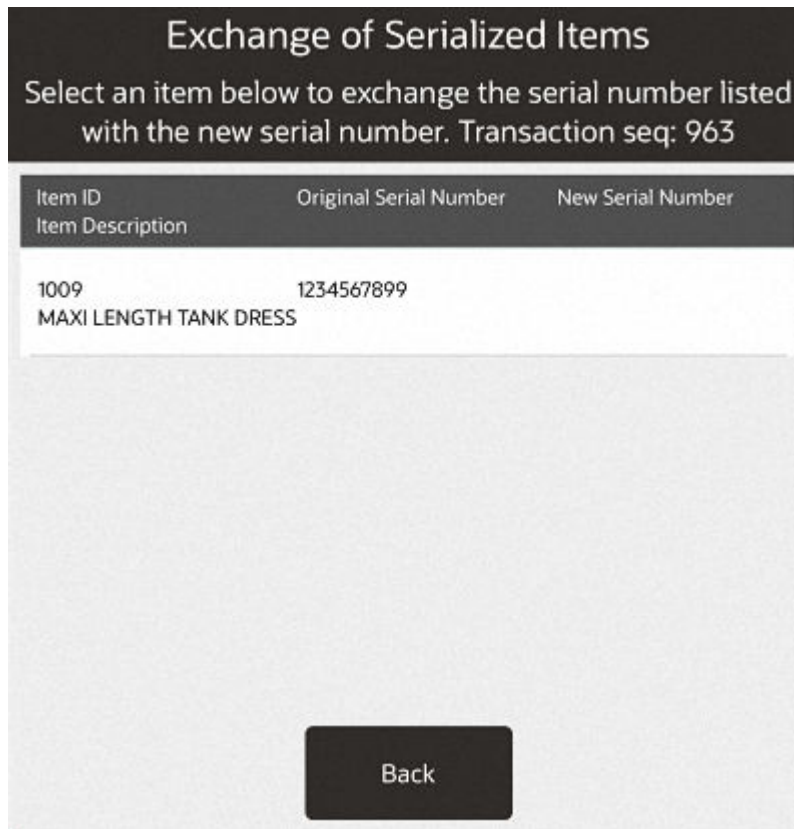 Exchange of Serialized Items
Select an item below to exchange the serial number listed
with the new serial number. Transaction seq: 963
Item ID Original Serial Number New Serial Number
Item Description
1009 1234567899
MAXI LENGTH TANK DRESS
Back